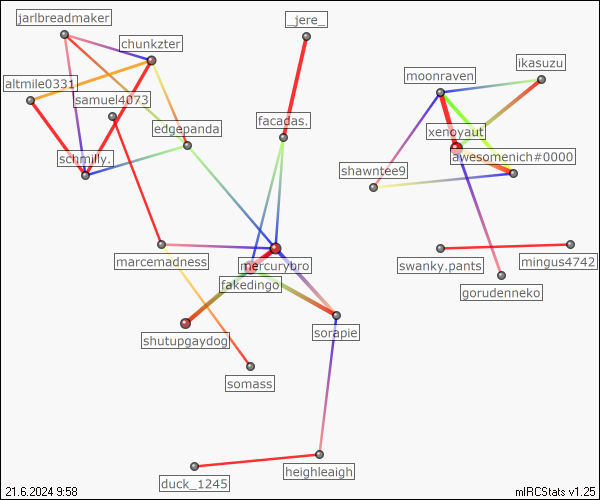 jarlbreadmaker
_jere_
chunkzter
ikasuzu
moonraven
altmile0331
samuel4073
facadas.
edgepanda
xenoyaut
schmilly.
awesomenich#0000
shawntee9
marcemadness
mercurybro
swanky.pants
mingus4742
fakedingo
gorudenneko
sorapie
shutupgaydog
somass
heighleaigh
duck_1245
21.6.2024 9:58
mIRCStats v1.25